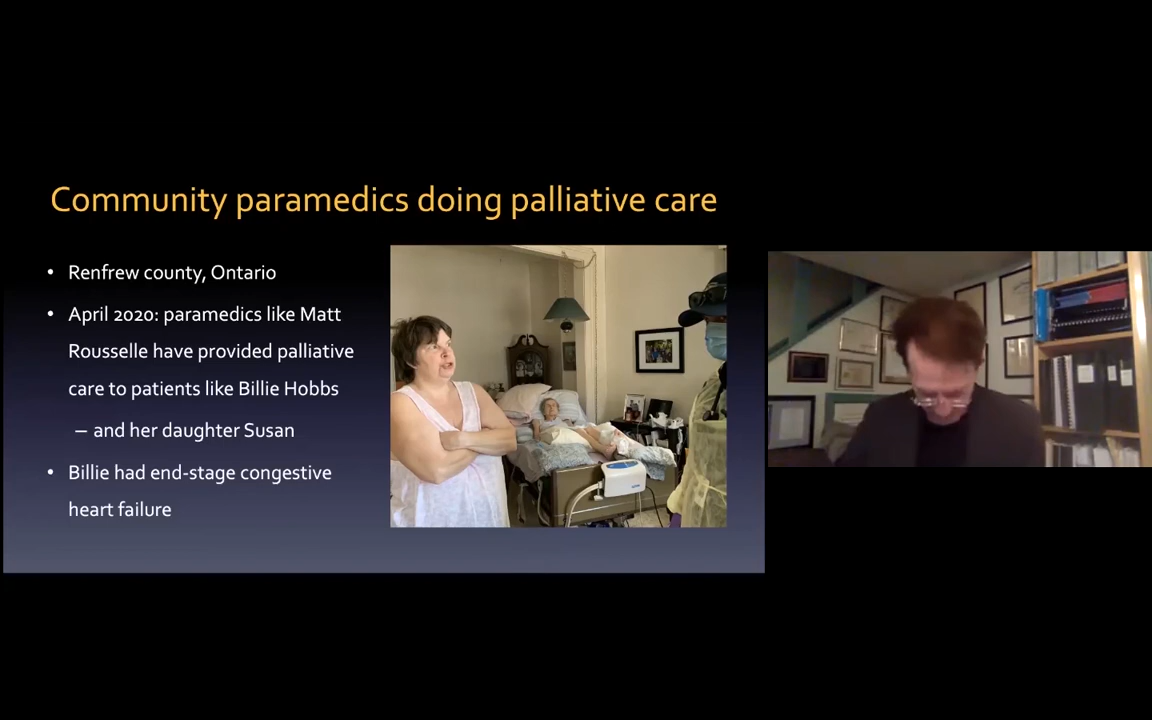 Community paramedics doing palliative care
• Renfrew county, Ontario
• April 2020: paramedics like Matt
Rousselle have provided palliative
care to patients like Billie Hobbs
– and her daughter Susan
• Billie had end-stage congestive
heart failure